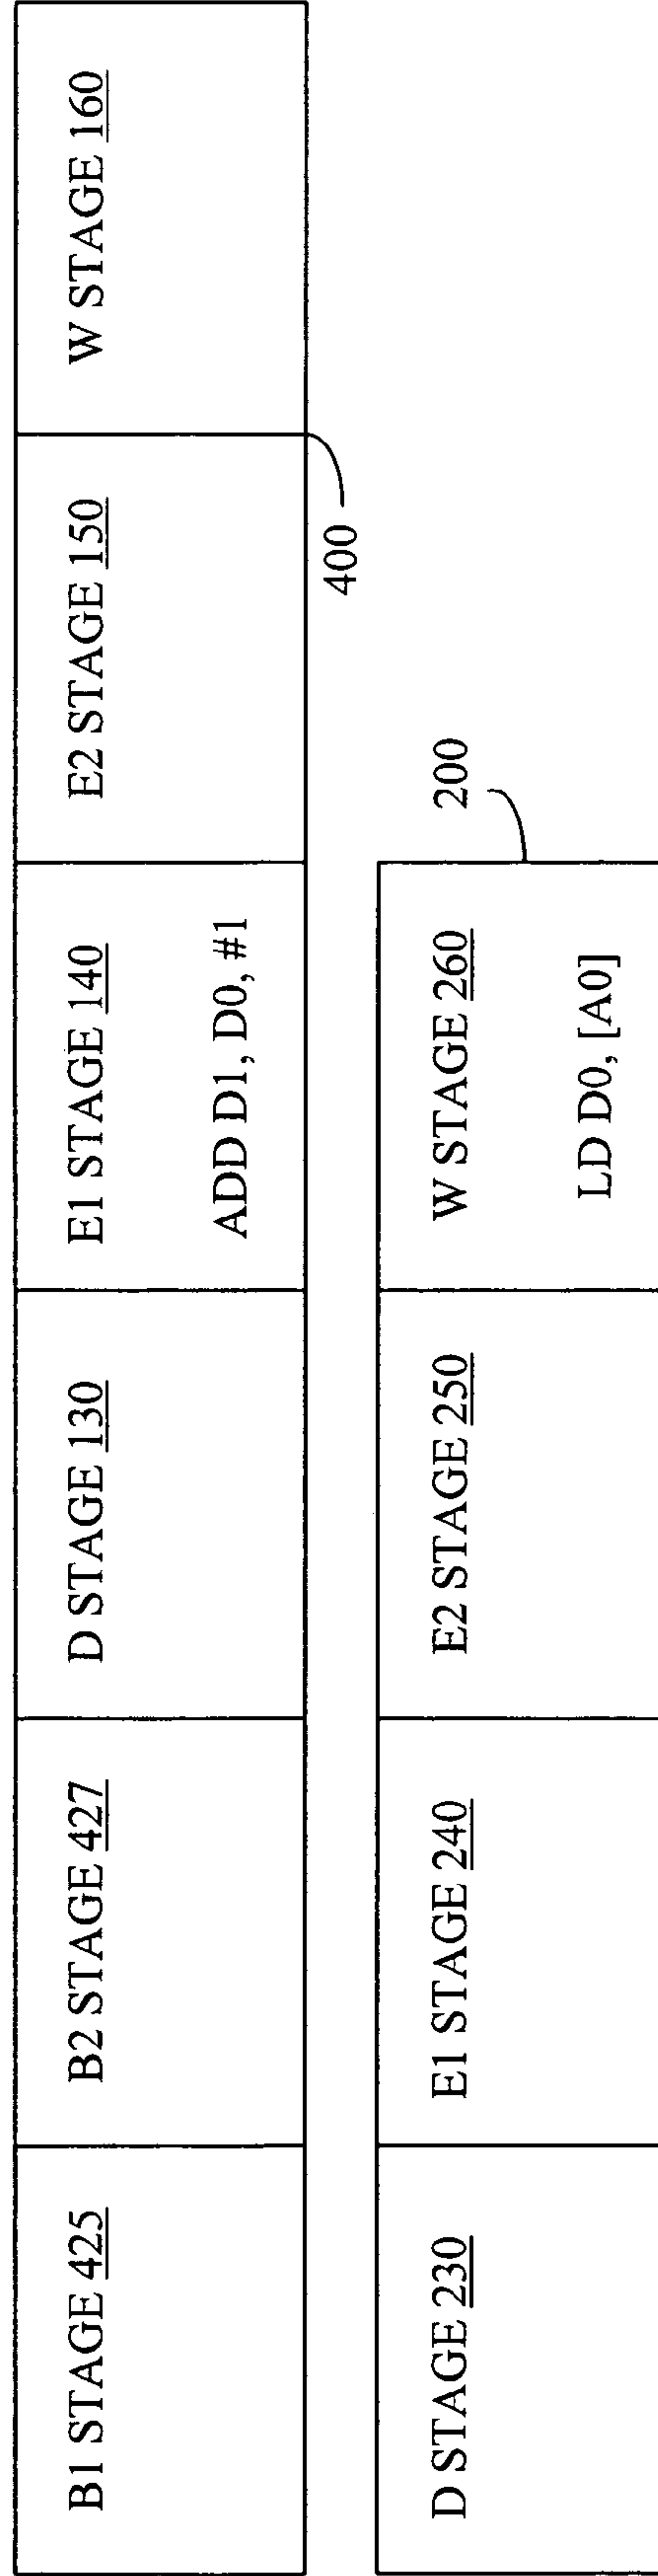 B1 STAGE 425
B2 STAGE 427
D STAGE 130
E1 STAGE 140
ADD D1, D0, #1
E2 STAGE 150
W STAGE 160
400
D STAGE 230
E1 STAGE 240
E2 STAGE 250
W STAGE 260
LD D0, [A0]
200